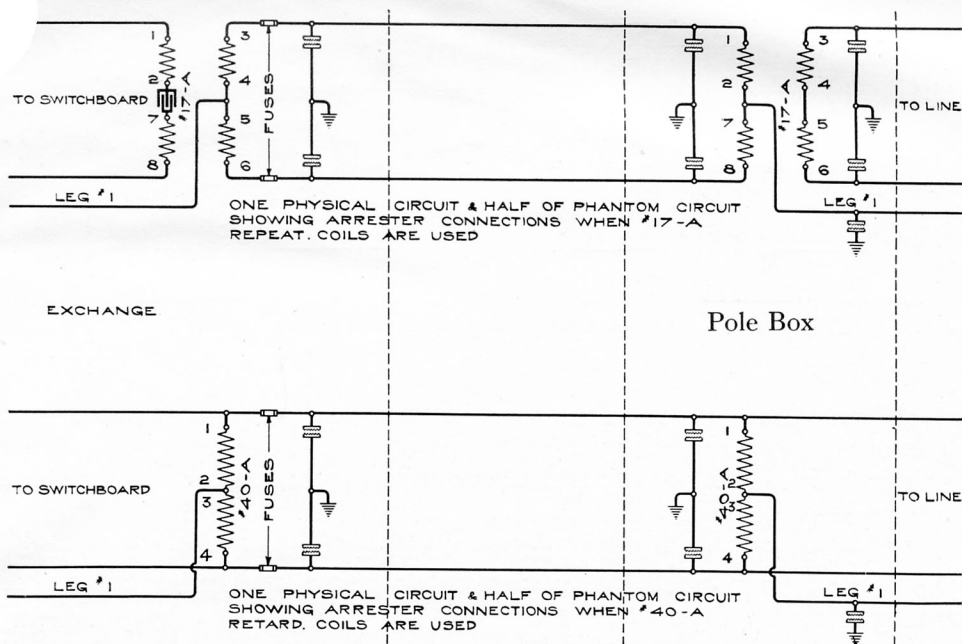 1
3
1
3
2
4
2
4
TO SWITCHBOARD
#17-A
FUSES
#17-A
TO LINE
7
5
7
5
8
6
8
6
LEG #1
LEG #1
ONE PHYSICAL CIRCUIT & HALF OF PHANTOM CIRCUIT
SHOWING ARRESTER CONNECTIONS WHEN #17-A
REPEAT. COILS ARE USED
EXCHANGE
Pole Box
1
1
2
2
TO SWITCHBOARD
#40-A
FUSES
#40-A
TO LINE
3
3
4
4
LEG #1
LEG #1
ONE PHYSICAL CIRCUIT & HALF OF PHANTOM CIRCUIT
SHOWING ARRESTER CONNECTIONS WHEN #40-A
RETARD. COILS ARE USED